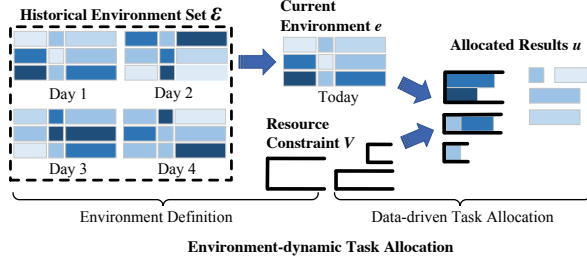 Historical Environment Set ℰ
Current
Environment e
Allocated Results u
Day 1
Day 2
Today
Resource
Constraint V
Day 3
Day 4
Environment Definition
Data-driven Task Allocation
Environment-dynamic Task Allocation